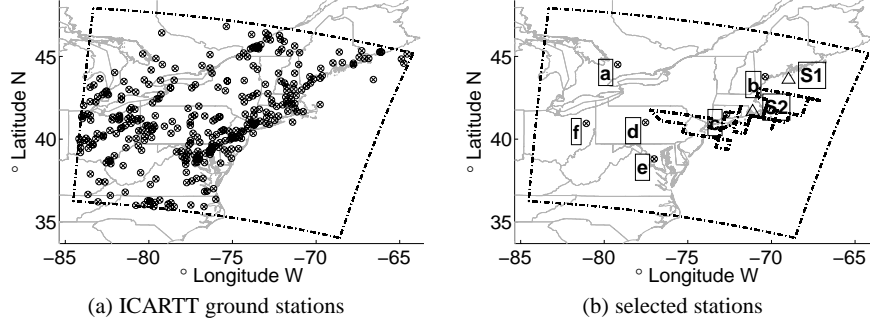 45
40
35
−85
−80
−75
−70
−65
° Latitude N
° Longitude W
(a) ICARTT ground stations
45
40
35
−85
−80
−75
−70
−65
° Latitude N
° Longitude W
a
b
S1
S2
c
d
f
e
(b) selected stations